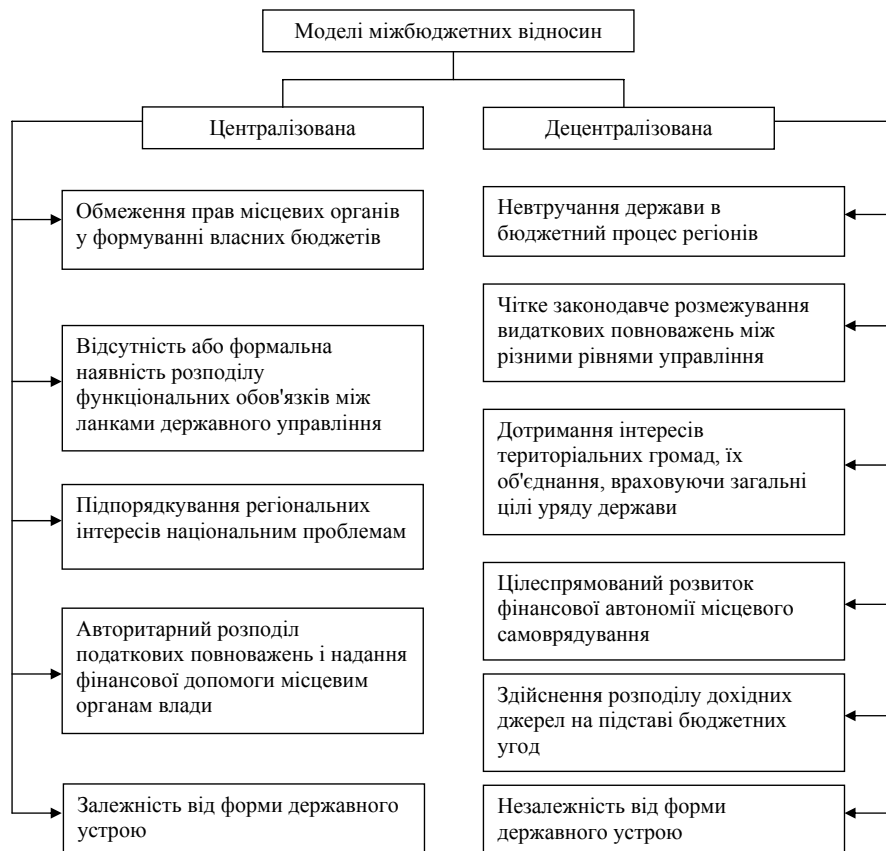 Моделі міжбюджетних відносин
Централізована
Децентралізована
Обмеження прав місцевих органів
у формуванні власних бюджетів
Відсутність або формальна
наявність розподілу
функціональних обов'язків між
ланками державного управління
Підпорядкування регіональних
інтересів національним проблемам
Авторитарний розподіл
податкових повноважень і надання
фінансової допомоги місцевим
органам влади
Залежність від форми державного
устрою
Невтручання держави в
бюджетний процес регіонів
Чітке законодавче розмежування
видаткових повноважень між
різними рівнями управління
Дотримання інтересів
територіальних громад, їх
об'єднання, враховуючи загальні
цілі уряду держави
Цілеспрямований розвиток
фінансової автономії місцевого
самоврядування
Здійснення розподілу дохідних
джерел на підставі бюджетних
угод
Незалежність від форми
державного устрою